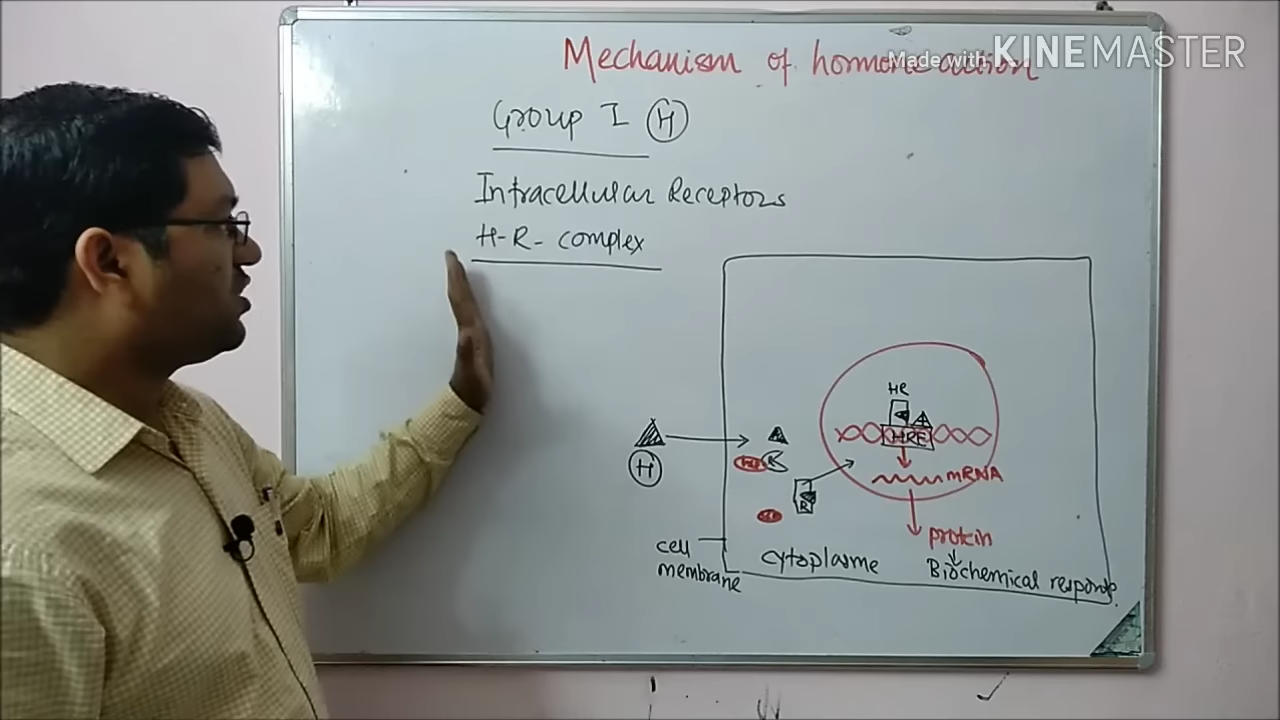 Mechanism of hormone action
Made with KINEMASTER
Group I H
Intracellular Receptors
H-R- complex
HR
HRE
mRNA
H
R
R
protein
cell
membrane
cytoplasme
Biochemical response